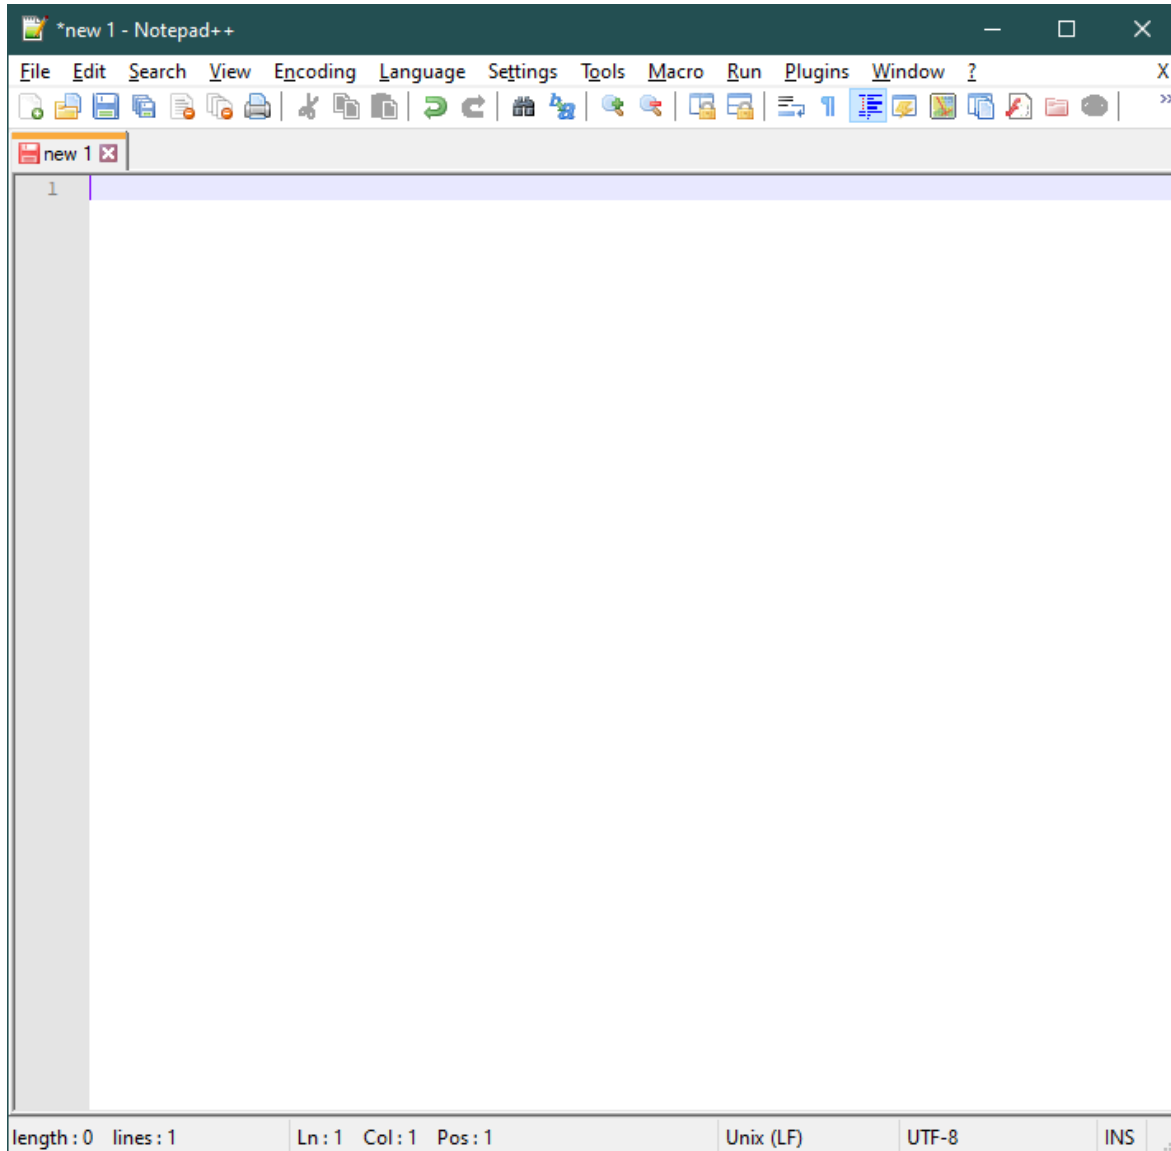 *new 1 - Notepad++
File Edit Search View Encoding Language Settings Tools Macro Run Plugins Window ? X
new 1
1
length : 0 lines : 1 Ln : 1 Col : 1 Pos : 1 Unix (LF) UTF-8 INS